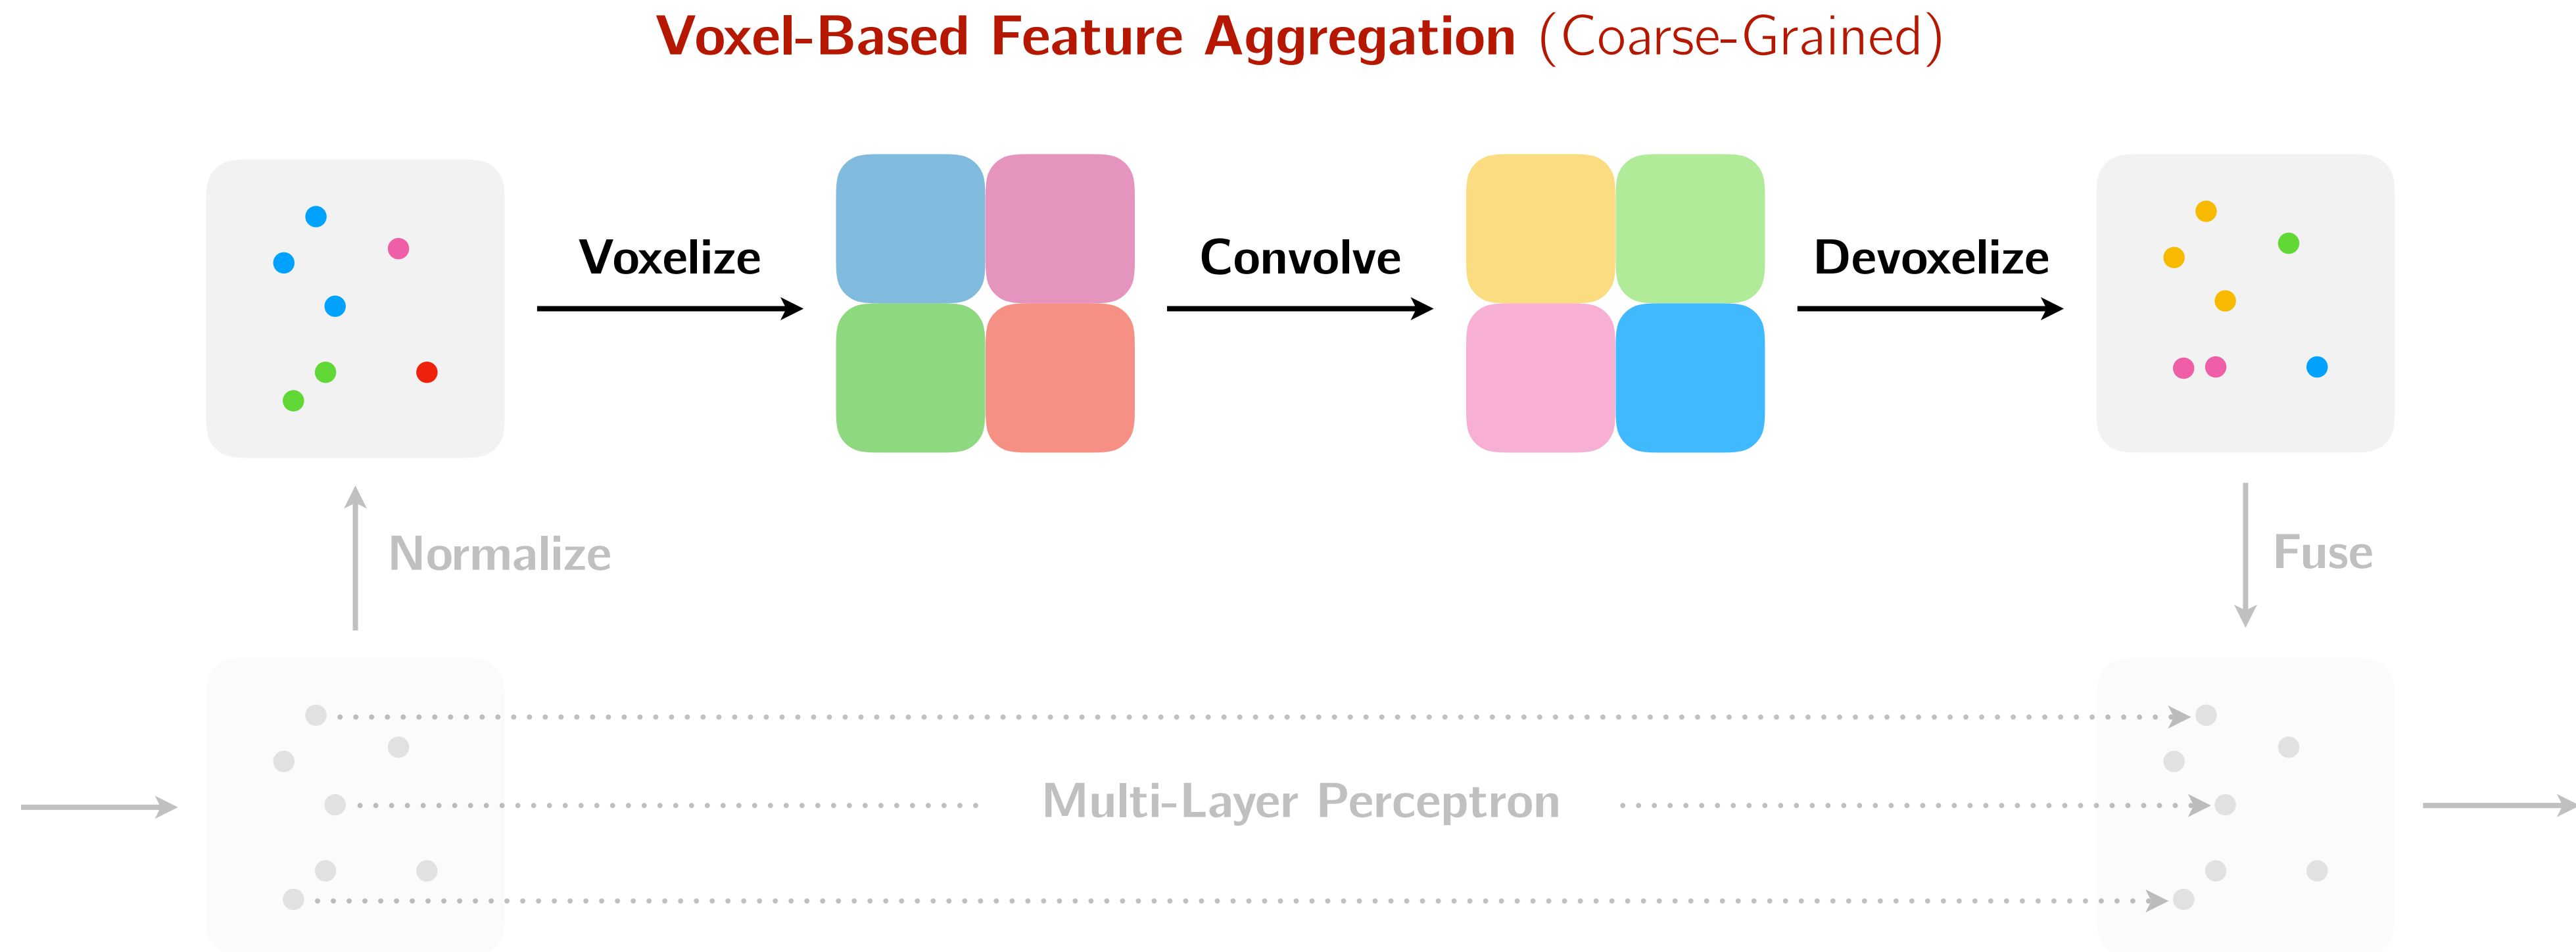 Voxel-Based Feature Aggregation (Coarse-Grained)
Voxelize
Convolve
Devoxelize
Normalize
Fuse
Multi-Layer Perceptron